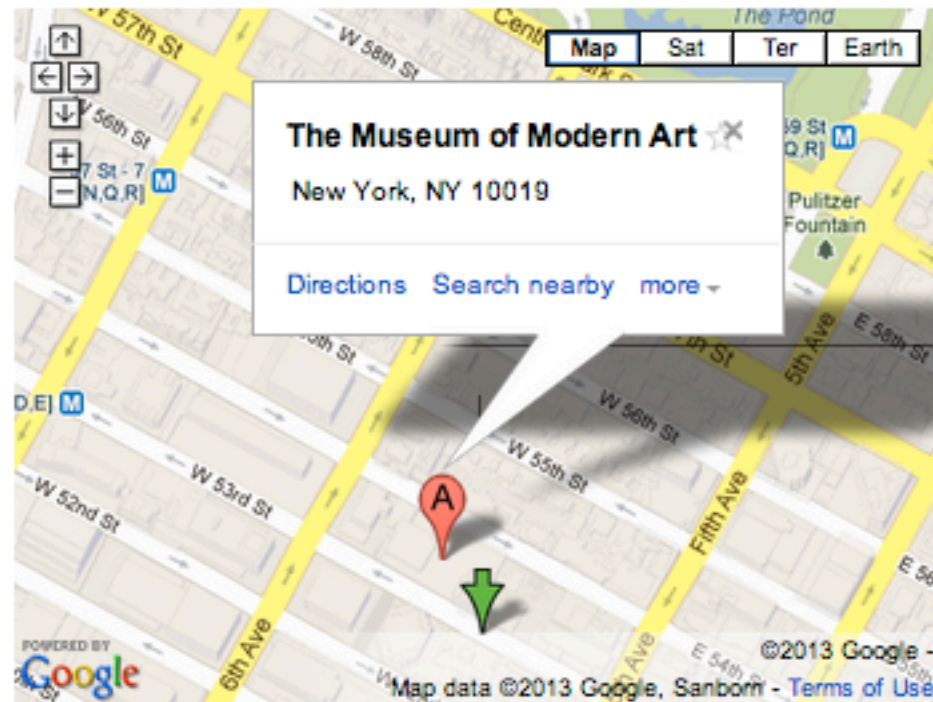 W 57th St
The Pond
W 58th St
Map Sat Ter Earth
W 56th St
The Museum of Modern Art
New York, NY 10019
59 St
Q,R] M
7 St - 7
N,Q,R] M
Pulitzer
Fountain
Directions Search nearby more
E 58th St
5th Ave
D,E] M
W 56th St
W 55th St
W 53rd St
W 52nd St
A
Fifth Ave
E 56
6th Ave
E 54th St
POWERED BY
Google
©2013 Google -
Map data ©2013 Google, Sanborn - Terms of Use